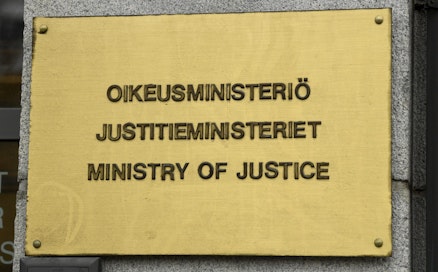 OIKEUSMINISTERIÖ
JUSTITIEMINISTERIET
MINISTRY OF JUSTICE